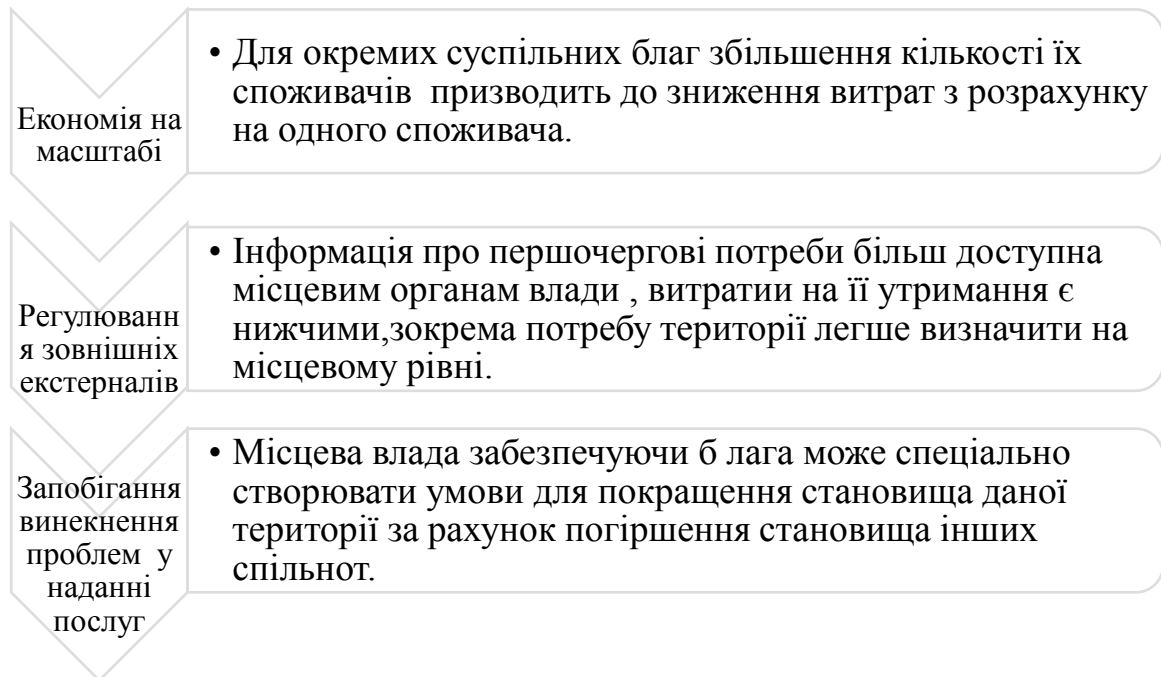 Економія на
масштабі
• Для окремих суспільних благ збільшення кількості їх
споживачів призводить до зниження витрат з розрахунку
на одного споживача.
Регулюванн
я зовнішніх
екстерналів
• Інформація про першочергові потреби більш доступна
місцевим органам влади , витратии на її утримання є
нижчими,зокрема потребу території легше визначити на
місцевому рівні.
Запобігання
винекнення
проблем у
наданні
послуг
• Місцева влада забезпечуючи б лага може спеціально
створювати умови для покращення становища даної
території за рахунок погіршення становища інших
спільнот.